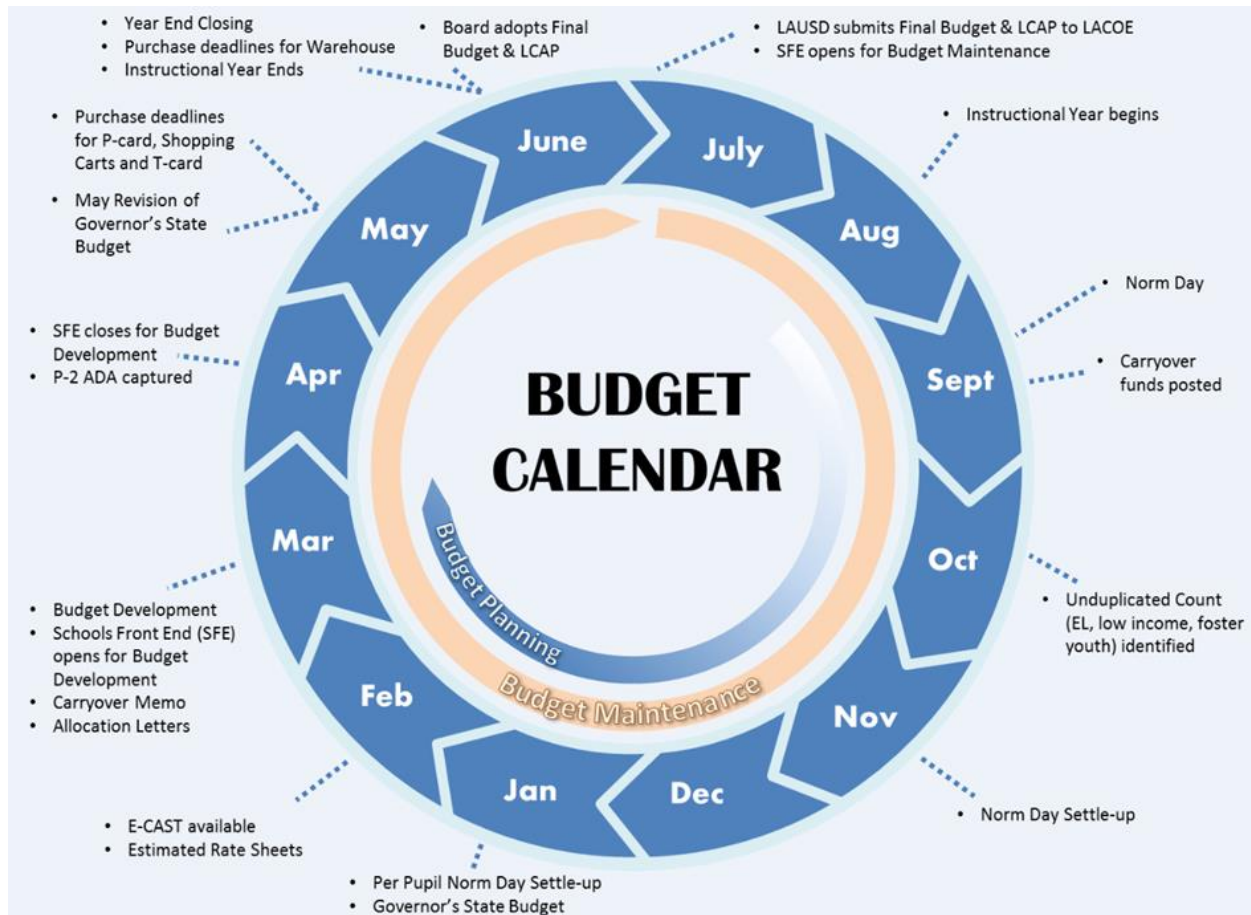 • Year End Closing
• Purchase deadlines for Warehouse
• Instructional Year Ends
• Board adopts Final
Budget & LCAP
• LAUSD submits Final Budget & LCAP to LACOE
• SFE opens for Budget Maintenance
• Purchase deadlines
for P-card, Shopping
Carts and T-card
• May Revision of
Governor's State
Budget
• Instructional Year begins
• Norm Day
• Carryover
funds posted
• SFE closes for Budget
Development
• P-2 ADA captured
• Unduplicated Count
(EL, low income, foster
youth) identified
• Budget Development
• Schools Front End (SFE)
opens for Budget
Development
• Carryover Memo
• Allocation Letters
• Norm Day Settle-up
• E-CAST available
• Estimated Rate Sheets
• Per Pupil Norm Day Settle-up
• Governor's State Budget
June
July
Aug
Sept
Oct
Nov
Dec
Jan
Feb
Mar
Apr
May
BUDGET
CALENDAR
Budget Planning
Budget Maintenance